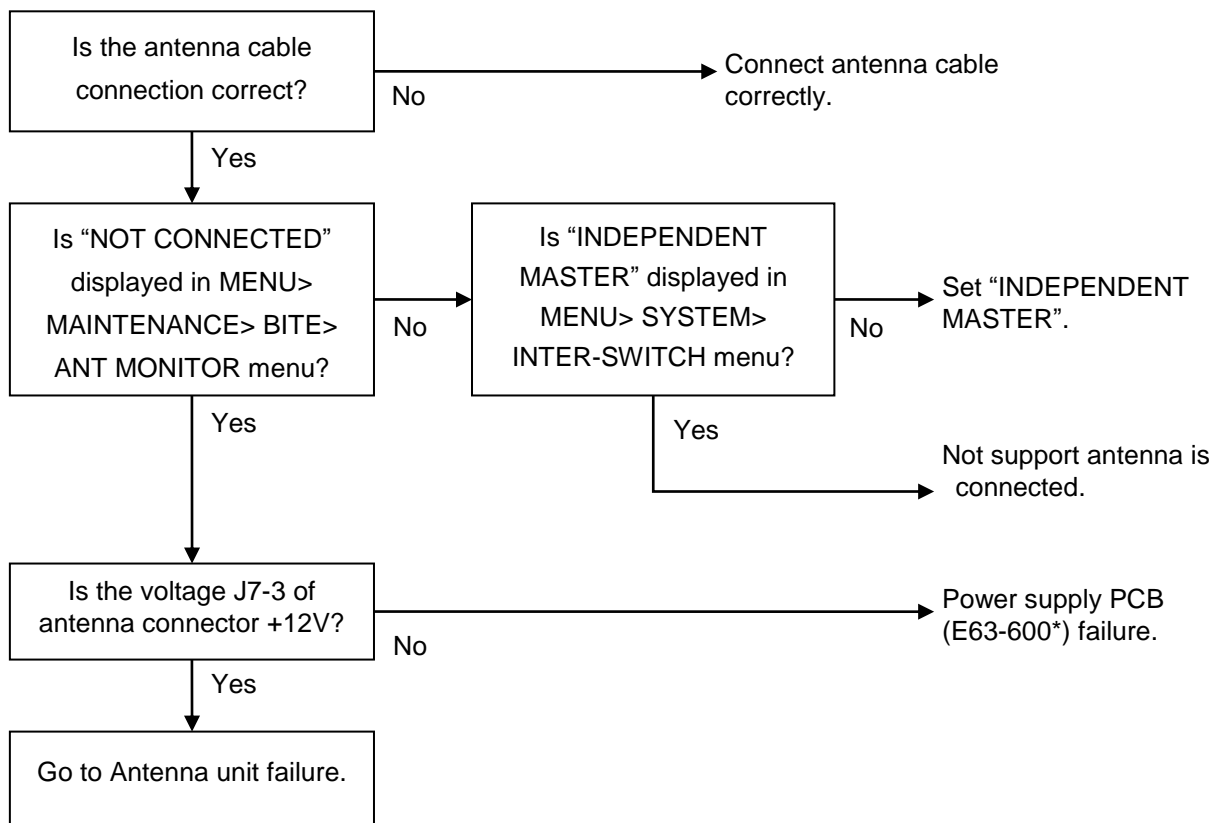 Is the antenna cable
connection correct?
No
Connect antenna cable
correctly.
Yes
Is “NOT CONNECTED”
displayed in MENU>
MAINTENANCE> BITE>
ANT MONITOR menu?
No
Is “INDEPENDENT
MASTER” displayed in
MENU> SYSTEM>
INTER-SWITCH menu?
No
Set “INDEPENDENT
MASTER”.
Yes
Yes
Not support antenna is
connected.
Is the voltage J7-3 of
antenna connector +12V?
No
Power supply PCB
(E63-600*) failure.
Yes
Go to Antenna unit failure.